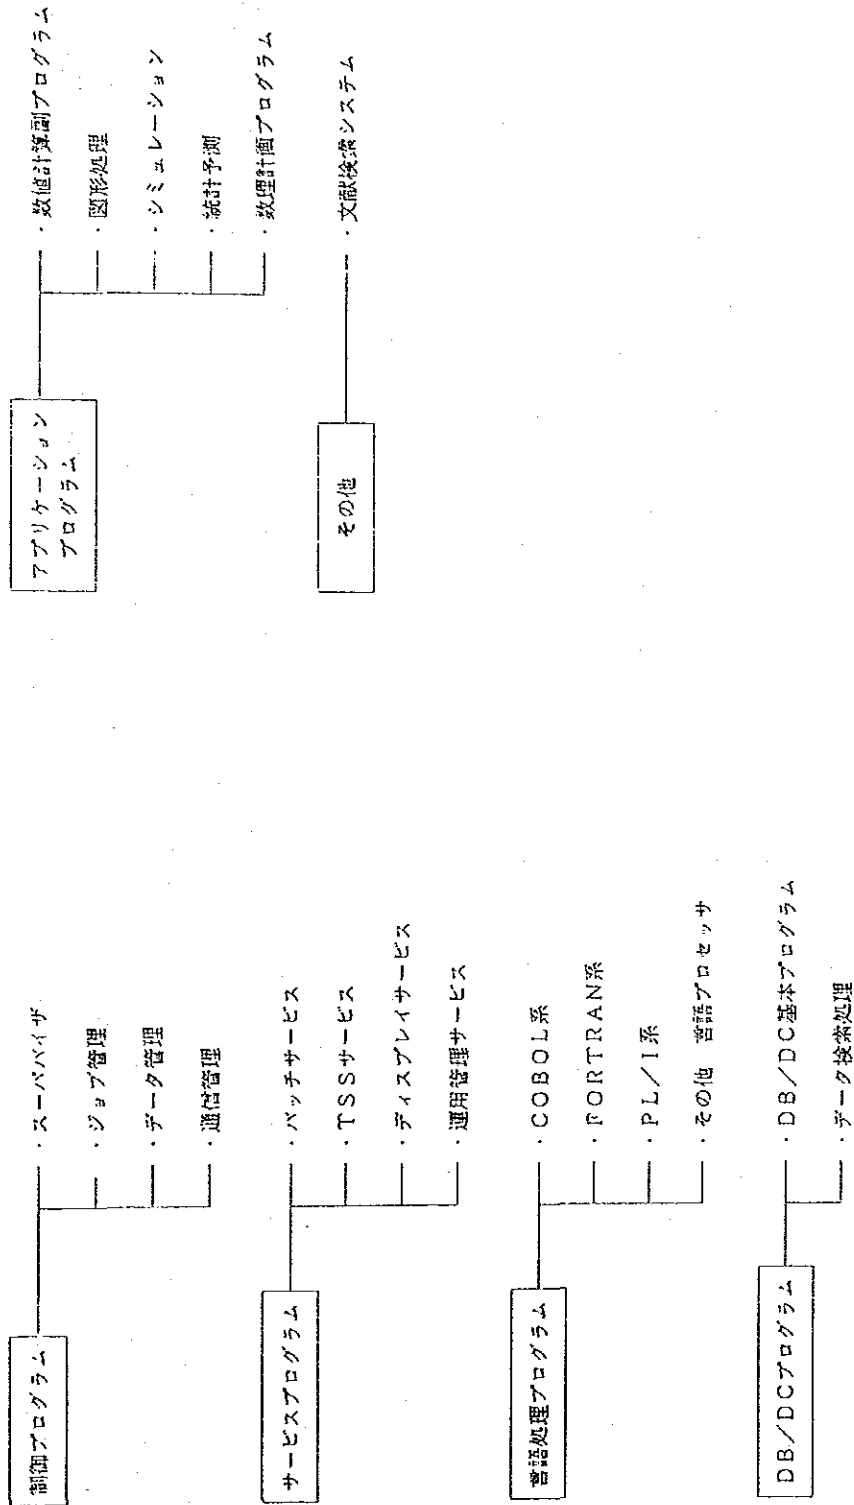 制御プログラム
・スーパバイザ
・ジョブ管理
・データ管理
・通信管理
サービスプログラム
・バッチサービス
・TSSサービス
・ディスプレイサービス
・運用管理サービス
言語処理プログラム
・COBOL系
・FORTRAN系
・PL/I系
・その他 言語プロセッサ
DB/DCプログラム
・DB/DC基本プログラム
・データ検索処理
アプリケーション
プログラム
・数値計算副プログラム
・図形処理
・シミュレーション
・統計予測
・数理計画プログラム
その他
・文献検索システム